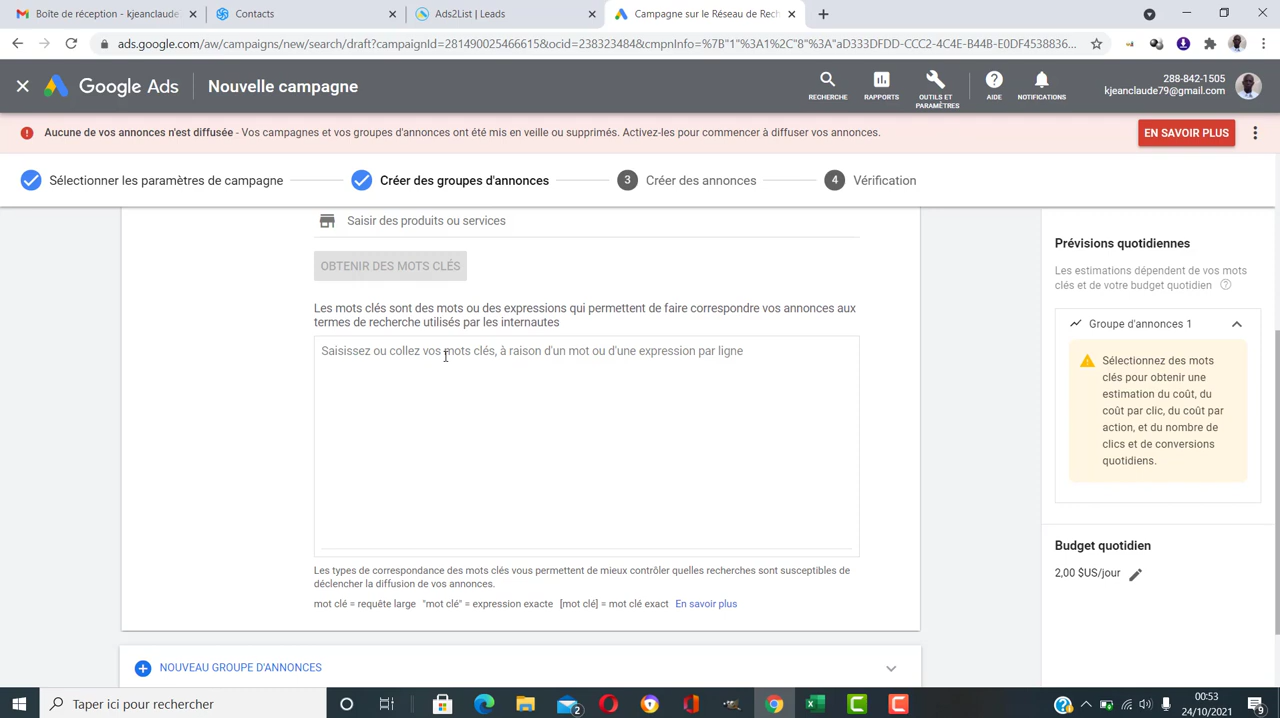 Boîte de réception - kjeanclaude
Contacts
Ads2List | Leads
Campagne sur le Réseau de Rech
ads.google.com/aw/campaigns/new/search/draft?campaignId=28149025466615&ocid=238323484&cmpnInfo=%7B"1"%3A1%2C"8"%3A"aD333DFDD-CCC2-4C4E-B44B-E0DF4538836...
Google Ads
Nouvelle campagne
RECHERCHE
RAPPORTS
OUTILS ET
PARAMÈTRES
AIDE
NOTIFICATIONS
288-842-1505
kjeanclaude79@gmail.com
Aucune de vos annonces n'est diffusée - Vos campagnes et vos groupes d'annonces ont été mis en veille ou supprimés. Activez-les pour commencer à diffuser vos annonces.
EN SAVOIR PLUS
Sélectionner les paramètres de campagne
Créer des groupes d'annonces
3 Créer des annonces
4 Vérification
Saisir des produits ou services
OBTENIR DES MOTS CLÉS
Les mots clés sont des mots ou des expressions qui permettent de faire correspondre vos annonces aux
termes de recherche utilisés par les internautes
Saisissez ou collez vos mots clés, à raison d'un mot ou d'une expression par ligne
Les types de correspondance des mots clés vous permettent de mieux contrôler quelles recherches sont susceptibles de
déclencher la diffusion de vos annonces.
mot clé = requête large "mot clé" = expression exacte [mot clé] = mot clé exact En savoir plus
NOUVEAU GROUPE D'ANNONCES
Prévisions quotidiennes
Les estimations dépendent de vos mots
clés et de votre budget quotidien
Groupe d'annonces 1
Sélectionnez des mots
clés pour obtenir une
estimation du coût, du
coût par clic, du coût par
action, et du nombre de
clics et de conversions
quotidiens.
Budget quotidien
2,00 $US/jour
Taper ici pour rechercher
2
00:53
24/10/2021
9